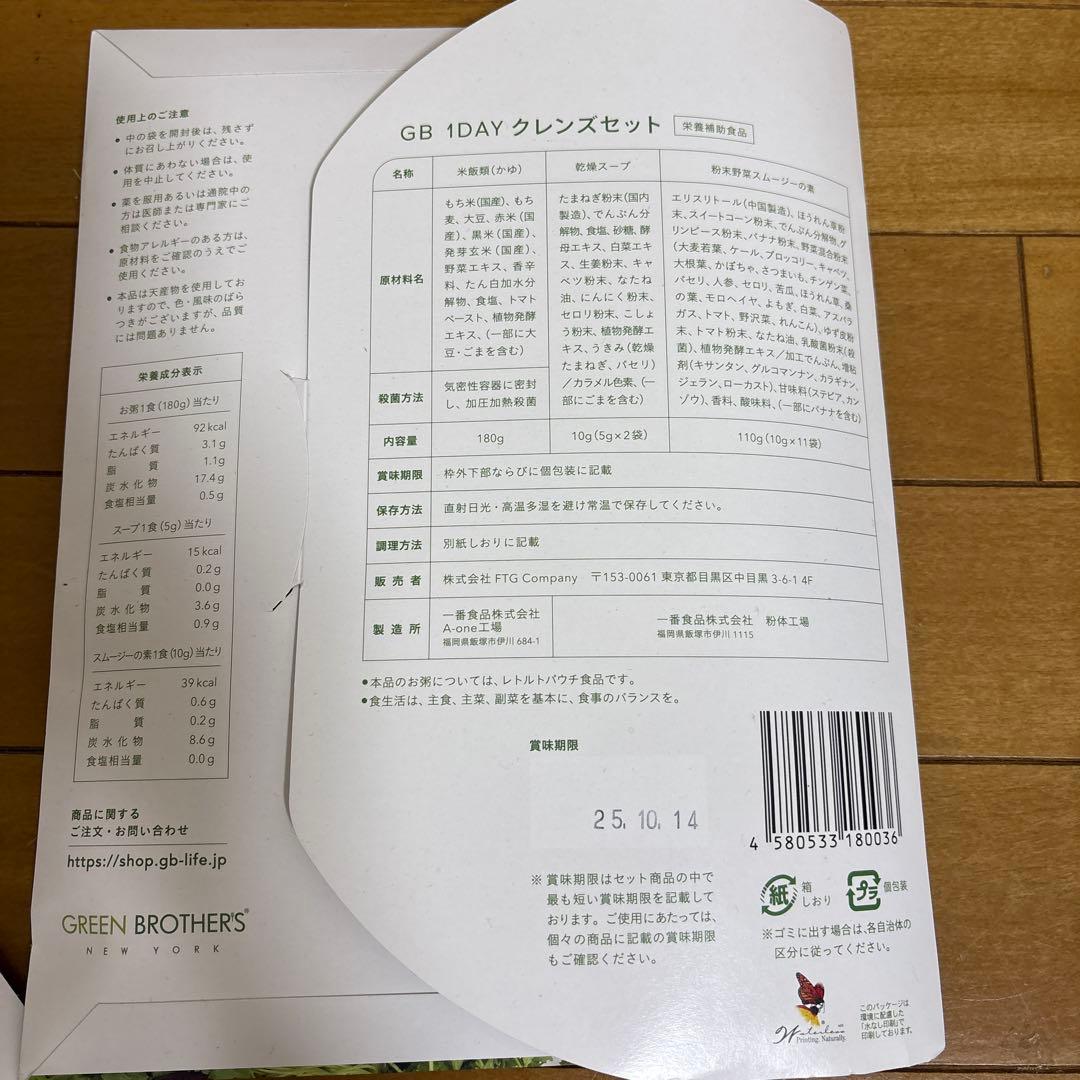 使用上のご注意
● 中の袋を開封後は、残さず
にお召し上がりください。
● 体質にあわない場合は、使
用を中止してください。
● 薬を服用あるいは通院中の
方は医師または専門家にご
相談ください。
● 食物アレルギーのある方は、
原材料をご確認のうえでご
使用ください。
● 本品は天産物を使用してお
りますので、色・風味のばら
つきがございますが、品質
には問題ありません。
栄養成分表示
お粥1食(180g)当たり
エネルギー 92kcal
たんぱく質 3.1g
脂 質 1.1g
炭水化物 17.4g
食塩相当量 0.5g
スープ1食(5g)当たり
エネルギー 15kcal
たんぱく質 0.2g
脂 質 0.0g
炭水化物 3.6g
食塩相当量 0.9g
スムージーの素1食(10g)当たり
エネルギー 39kcal
たんぱく質 0.6g
脂 質 0.2g
炭水化物 8.6g
食塩相当量 0.0g
商品に関する
ご注文・お問い合わせ
https://shop.gb-life.jp
GREEN BROTHER'S®
NEW YORK
GB 1DAY クレンズセット 栄養補助食品
名称 米飯類(かゆ) 乾燥スープ 粉末野菜スムージーの素
原材料名
もち米(国産)、もち
麦、大豆、赤米(国
産)、黒米(国産)、
発芽玄米(国産)、
野菜エキス、香辛
料、たん白加水分
解物、食塩、トマト
ペースト、植物発酵
エキス、(一部に大
豆・ごまを含む)
たまねぎ粉末(国内
製造)、でんぷん分
解物、食塩、砂糖、酵
母エキス、白菜エキ
ス、生姜粉末、キャ
ベツ粉末、なたね
油、にんにく粉末、
セロリ粉末、こしょ
う粉末、植物発酵エ
キス、うきみ(乾燥
たまねぎ、パセリ)
／カラメル色素、(一
部にごまを含む)
エリスリトール(中国製造)、ほうれん草粉
末、スイートコーン粉末、でんぷん分解物、グ
リンピース粉末、バナナ粉末、野菜混合粉末
(大麦若葉、ケール、ブロッコリー、キャベツ、
大根葉、かぼちゃ、さつまいも、チンゲン菜、
パセリ、人参、セロリ、苦瓜、ほうれん草、桑
の葉、モロヘイヤ、よもぎ、白菜、アスパラ
ガス、トマト、野沢菜、れんこん)、ゆず皮粉
末、トマト粉末、なたね油、乳酸菌粉末(殺
菌)、植物発酵エキス／加工でんぷん、増粘
剤(キサンタン、グルコマンナン、カラギナン、
ジェラン、ローカスト)、甘味料(ステビア、カン
ゾウ)、香料、酸味料、(一部にバナナを含む)
殺菌方法
気密性容器に密封
し、加圧加熱殺菌
内容量 180g 10g(5g×2袋) 110g(10g×11袋)
賞味期限 枠外下部ならびに個包装に記載
保存方法 直射日光・高温多湿を避け常温で保存してください。
調理方法 別紙しおりに記載
販売者 株式会社 FTG Company 〒153-0061 東京都目黒区中目黒 3-6-1 4F
製造所
一番食品株式会社
A-one工場
福岡県飯塚市伊川 684-1
一番食品株式会社 粉体工場
福岡県飯塚市伊川 1115
●本品のお粥については、レトルトパウチ食品です。
●食生活は、主食、主菜、副菜を基本に、食事のバランスを。
賞味期限
25.10.14
4 580533 180036
※ 賞味期限はセット商品の中で
最も短い賞味期限を記載して
おります。ご使用にあたっては、
個々の商品に記載の賞味期限
もご確認ください。
紙 箱
しおり
プラ 個包装
※ゴミに出す場合は、各自治体の
区分に従ってください。
Waterless
Printing. Naturally.
このパッケージは
環境に配慮した
「水なし印刷」で
印刷しております。